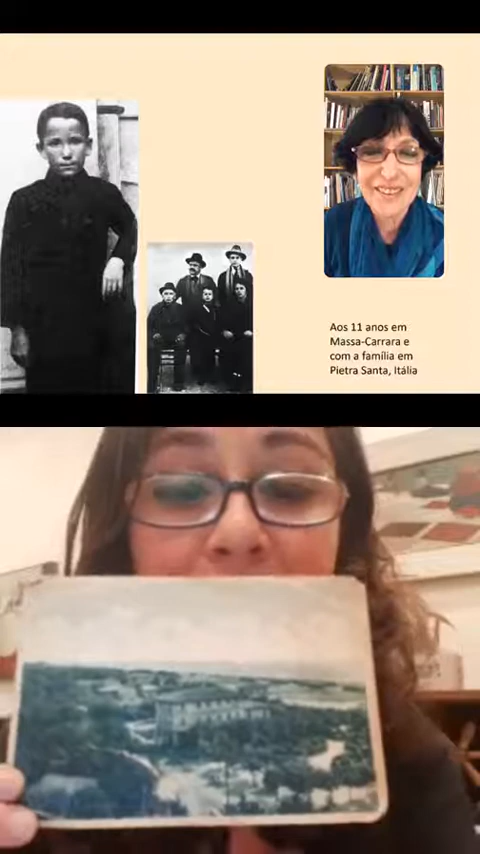 Aos 11 anos em
Massa-Carrara e
com a família em
Pietra Santa, Itália